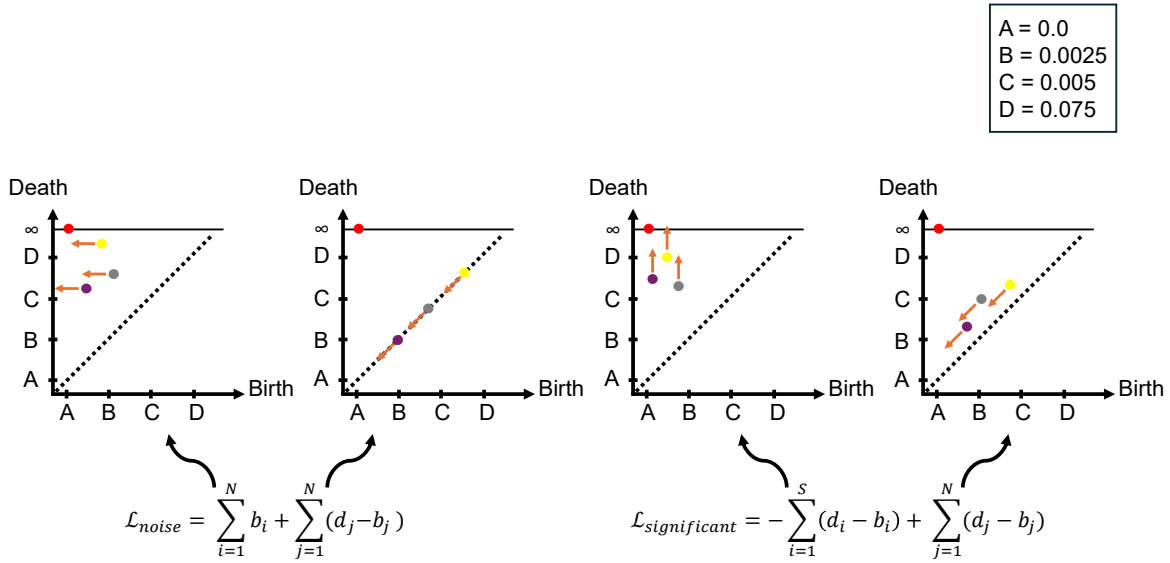 A = 0.0
B = 0.0025
C = 0.005
D = 0.075
Death
∞
D
C
B
A
A B C D
Birth
Death
∞
D
C
B
A
A B C D
Birth
Death
∞
D
C
B
A
A B C D
Birth
Death
∞
D
C
B
A
A B C D
Birth
ℒ_noise = ∑_{i=1}^{N} b_i + ∑_{j=1}^{N} (d_j − b_j)
ℒ_significant = − ∑_{i=1}^{S} (d_i − b_i) + ∑_{j=1}^{N} (d_j − b_j)